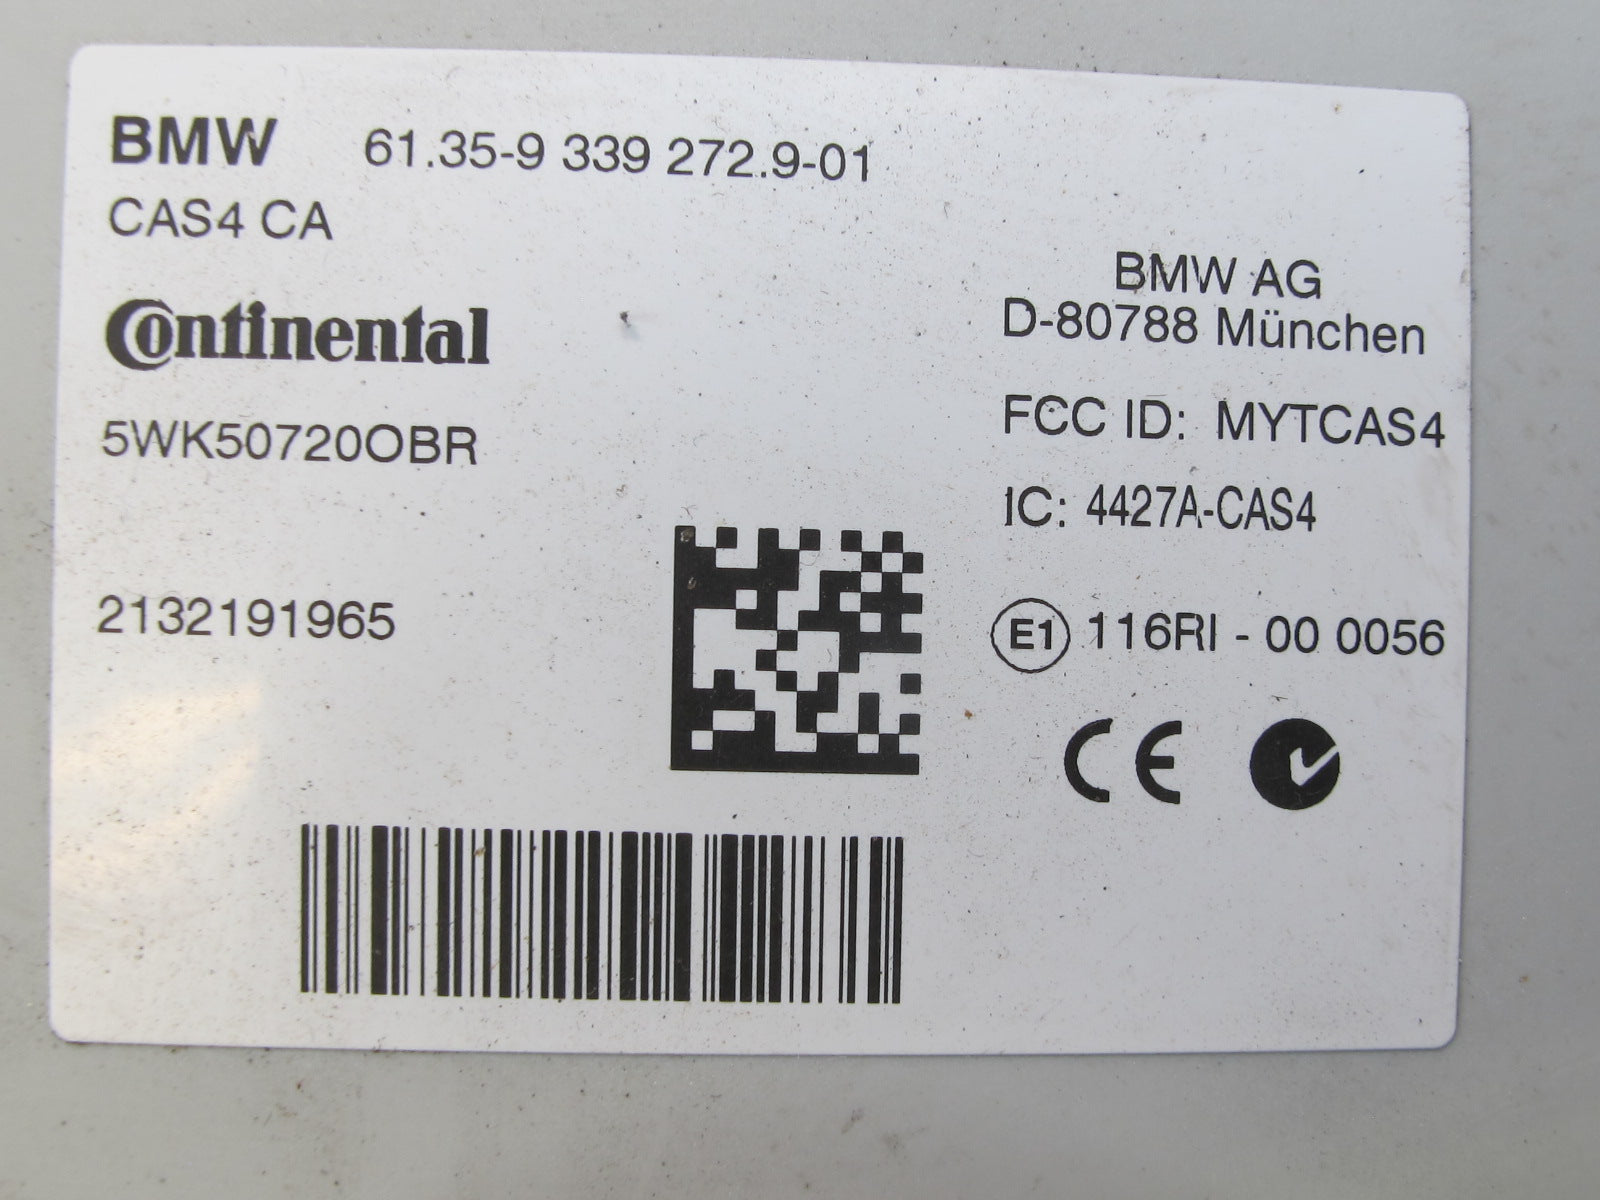 BMW 61.35-9 339 272.9-01
CAS4 CA
Continental
5WK50720OBR
2132191965
BMW AG
D-80788 München
FCC ID: MYTCAS4
IC: 4427A-CAS4
E1 116RI - 00 0056
CE